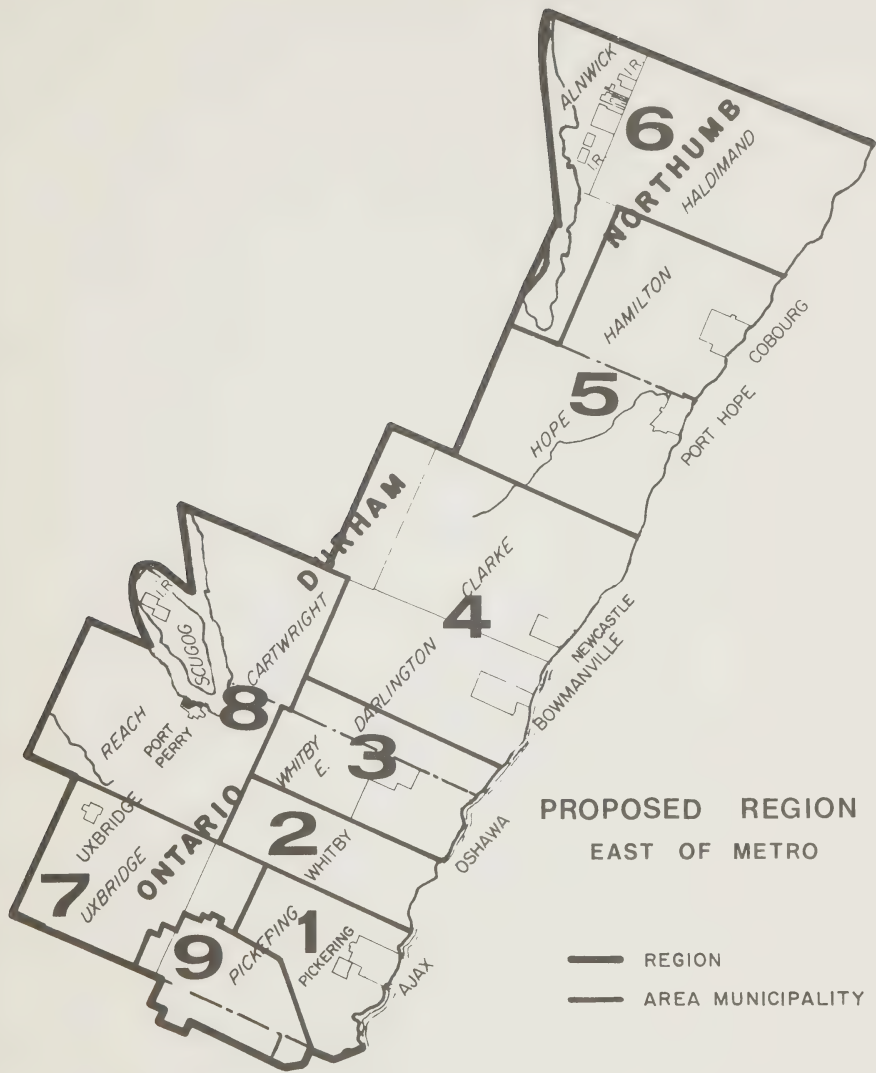 ALNWICK
I.R.
I.R.
6
NORTHUMB
HALDIMAND
HAMILTON
COBOURG
5
HOPE
PORT HOPE
DURHAM
CLARKE
4
NEWCASTLE
BOWMANVILLE
DARLINGTON
I.R.
SCUGOG
CARTWRIGHT
8
REACH
PORT
PERRY
WHITBY
E.
3
OSHAWA
2
WHITBY
ONTARIO
UXBRIDGE
UXBRIDGE
7
9
PICKERING
1
PICKERING
AJAX
PROPOSED REGION
EAST OF METRO
REGION
AREA MUNICIPALITY